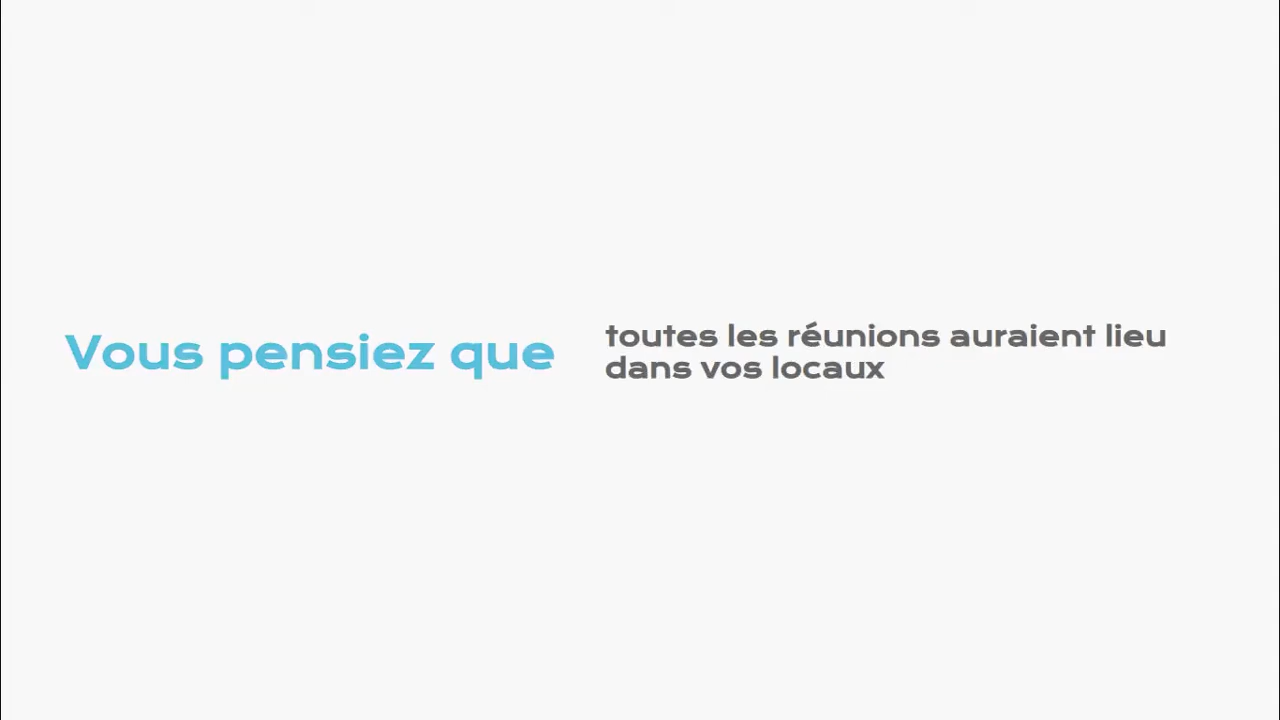 Vous pensiez que
toutes les réunions auraient lieu
dans vos locaux